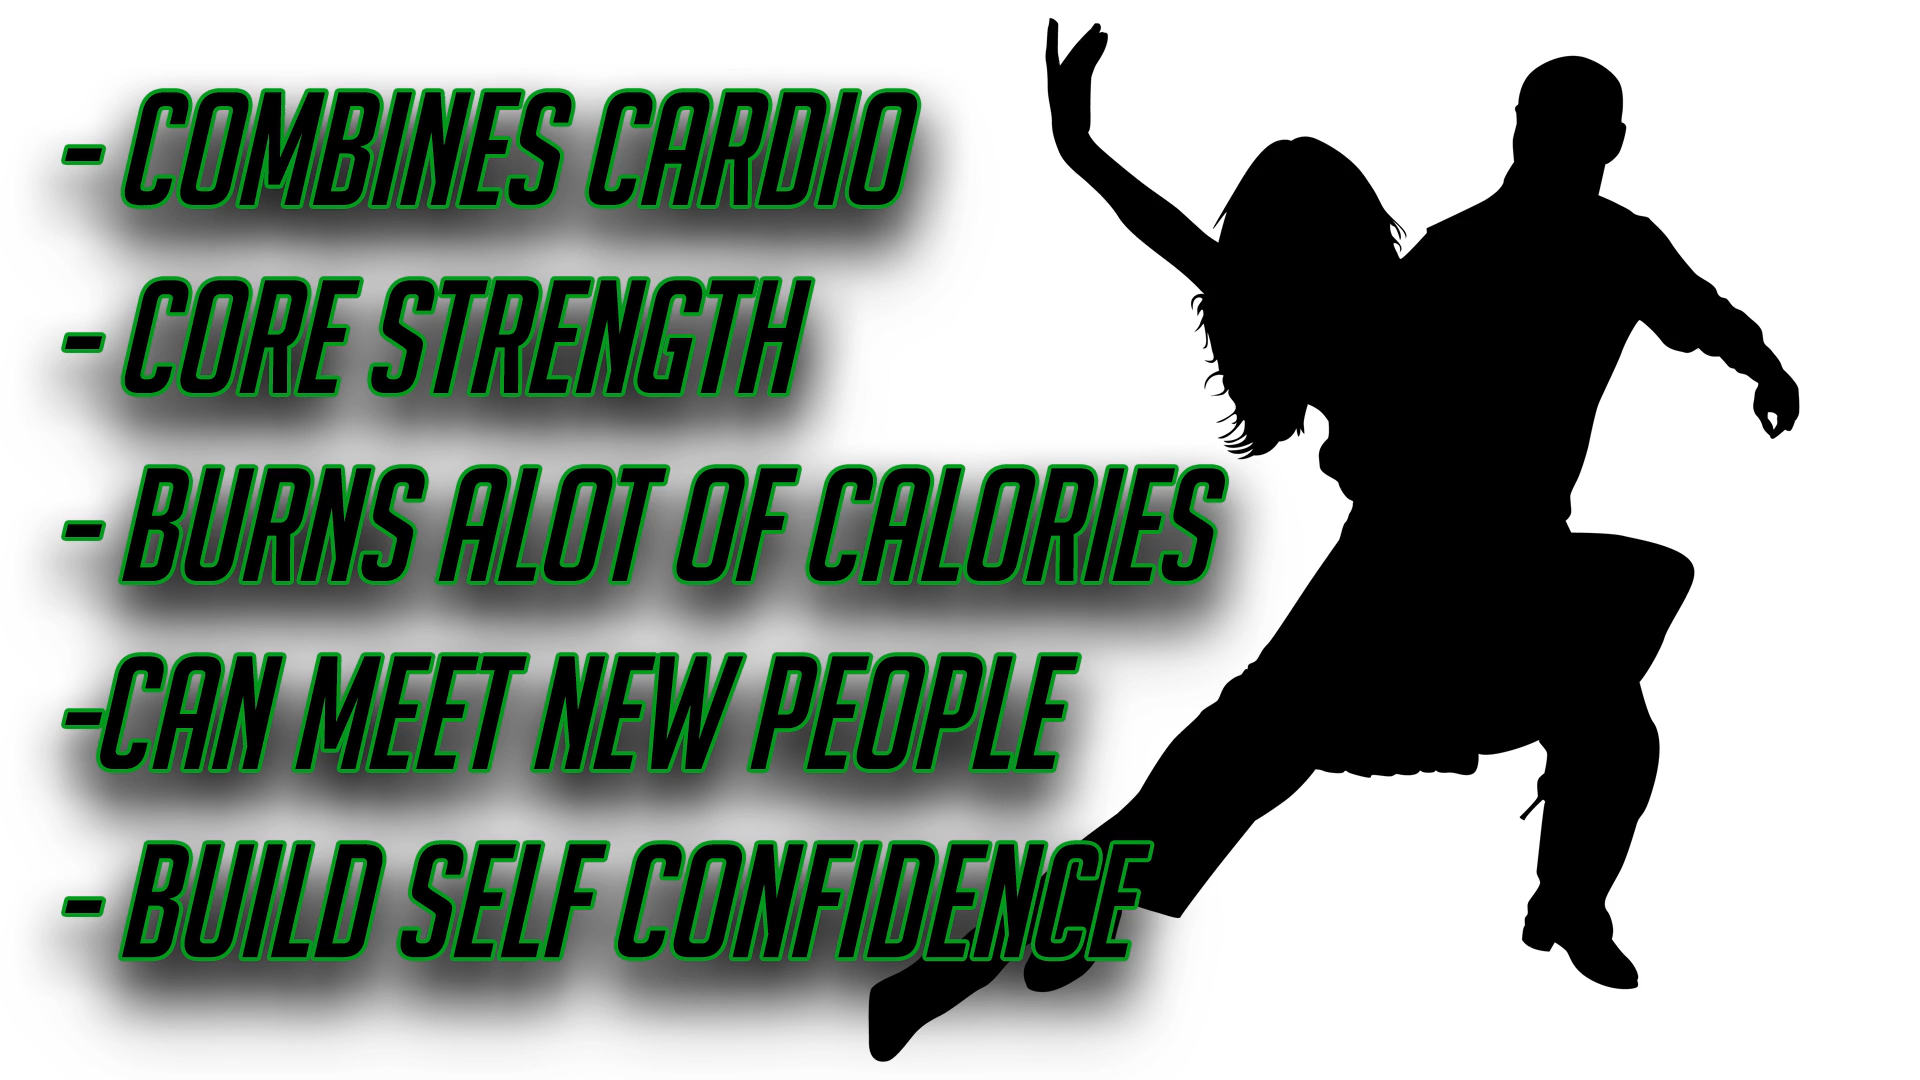 - COMBINES CARDIO
- CORE STRENGTH
- BURNS ALOT OF CALORIES
-CAN MEET NEW PEOPLE
- BUILD SELF CONFIDENCE